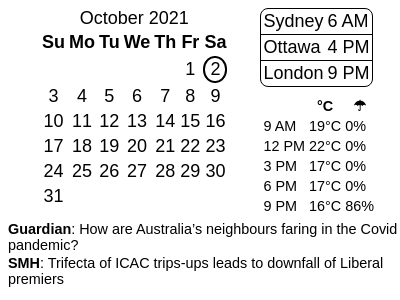 October 2021
Su Mo Tu We Th Fr Sa
1 2
3 4 5 6 7 8 9
10 11 12 13 14 15 16
17 18 19 20 21 22 23
24 25 26 27 28 29 30
31
Sydney 6 AM
Ottawa 4 PM
London 9 PM
°C ☂
9 AM 19°C 0%
12 PM 22°C 0%
3 PM 17°C 0%
6 PM 17°C 0%
9 PM 16°C 86%
Guardian: How are Australia’s neighbours faring in the Covid
pandemic?
SMH: Trifecta of ICAC trips-ups leads to downfall of Liberal
premiers